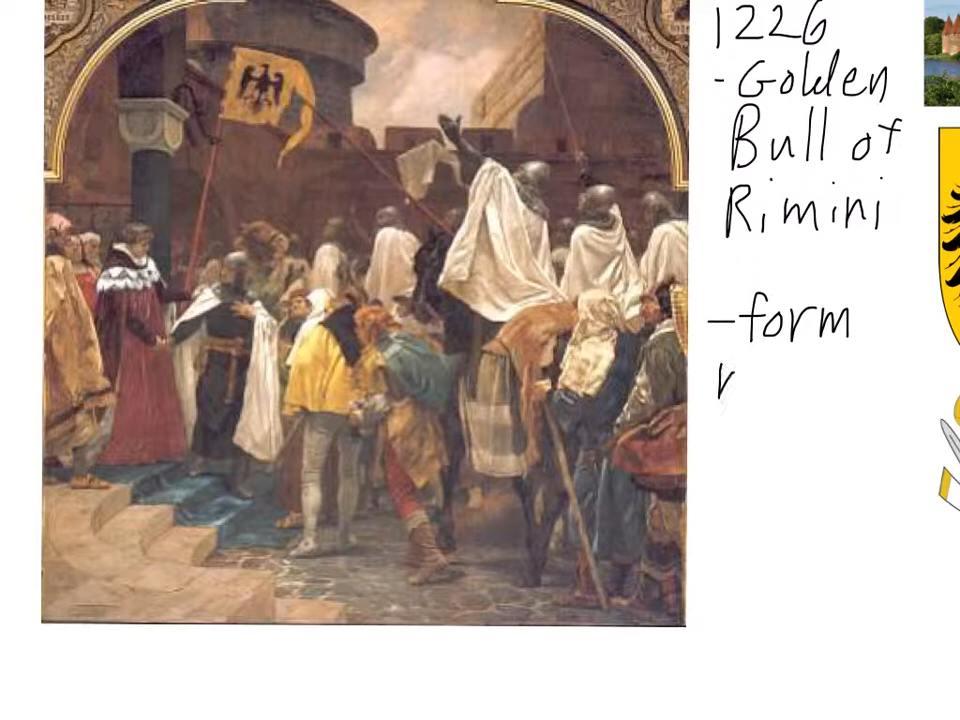 1226
- Golden
Bull of
Rimini
- form